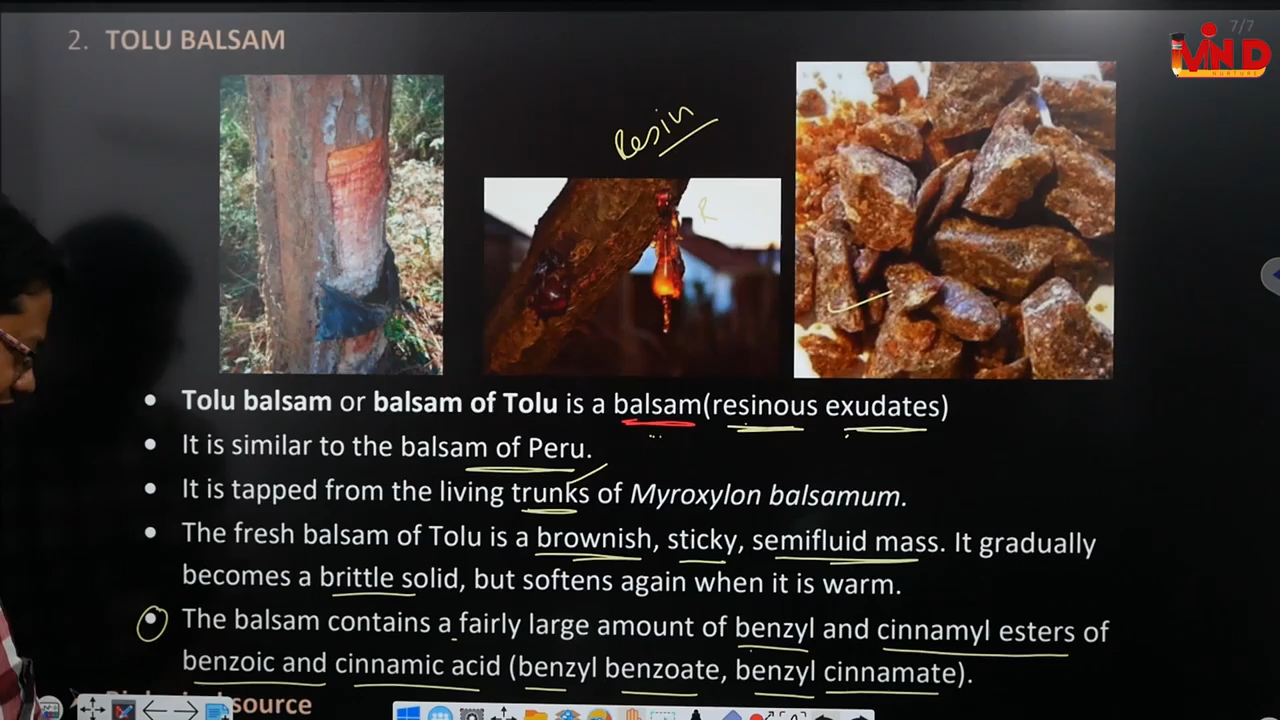 7/7
2. TOLU BALSAM
MIND
NURTURE
Resin
R
• Tolu balsam or balsam of Tolu is a balsam(resinous exudates)
• It is similar to the balsam of Peru.
• It is tapped from the living trunks of Myroxylon balsamum.
• The fresh balsam of Tolu is a brownish, sticky, semifluid mass. It gradually
becomes a brittle solid, but softens again when it is warm.
• The balsam contains a fairly large amount of benzyl and cinnamyl esters of
benzoic and cinnamic acid (benzyl benzoate, benzyl cinnamate).
source